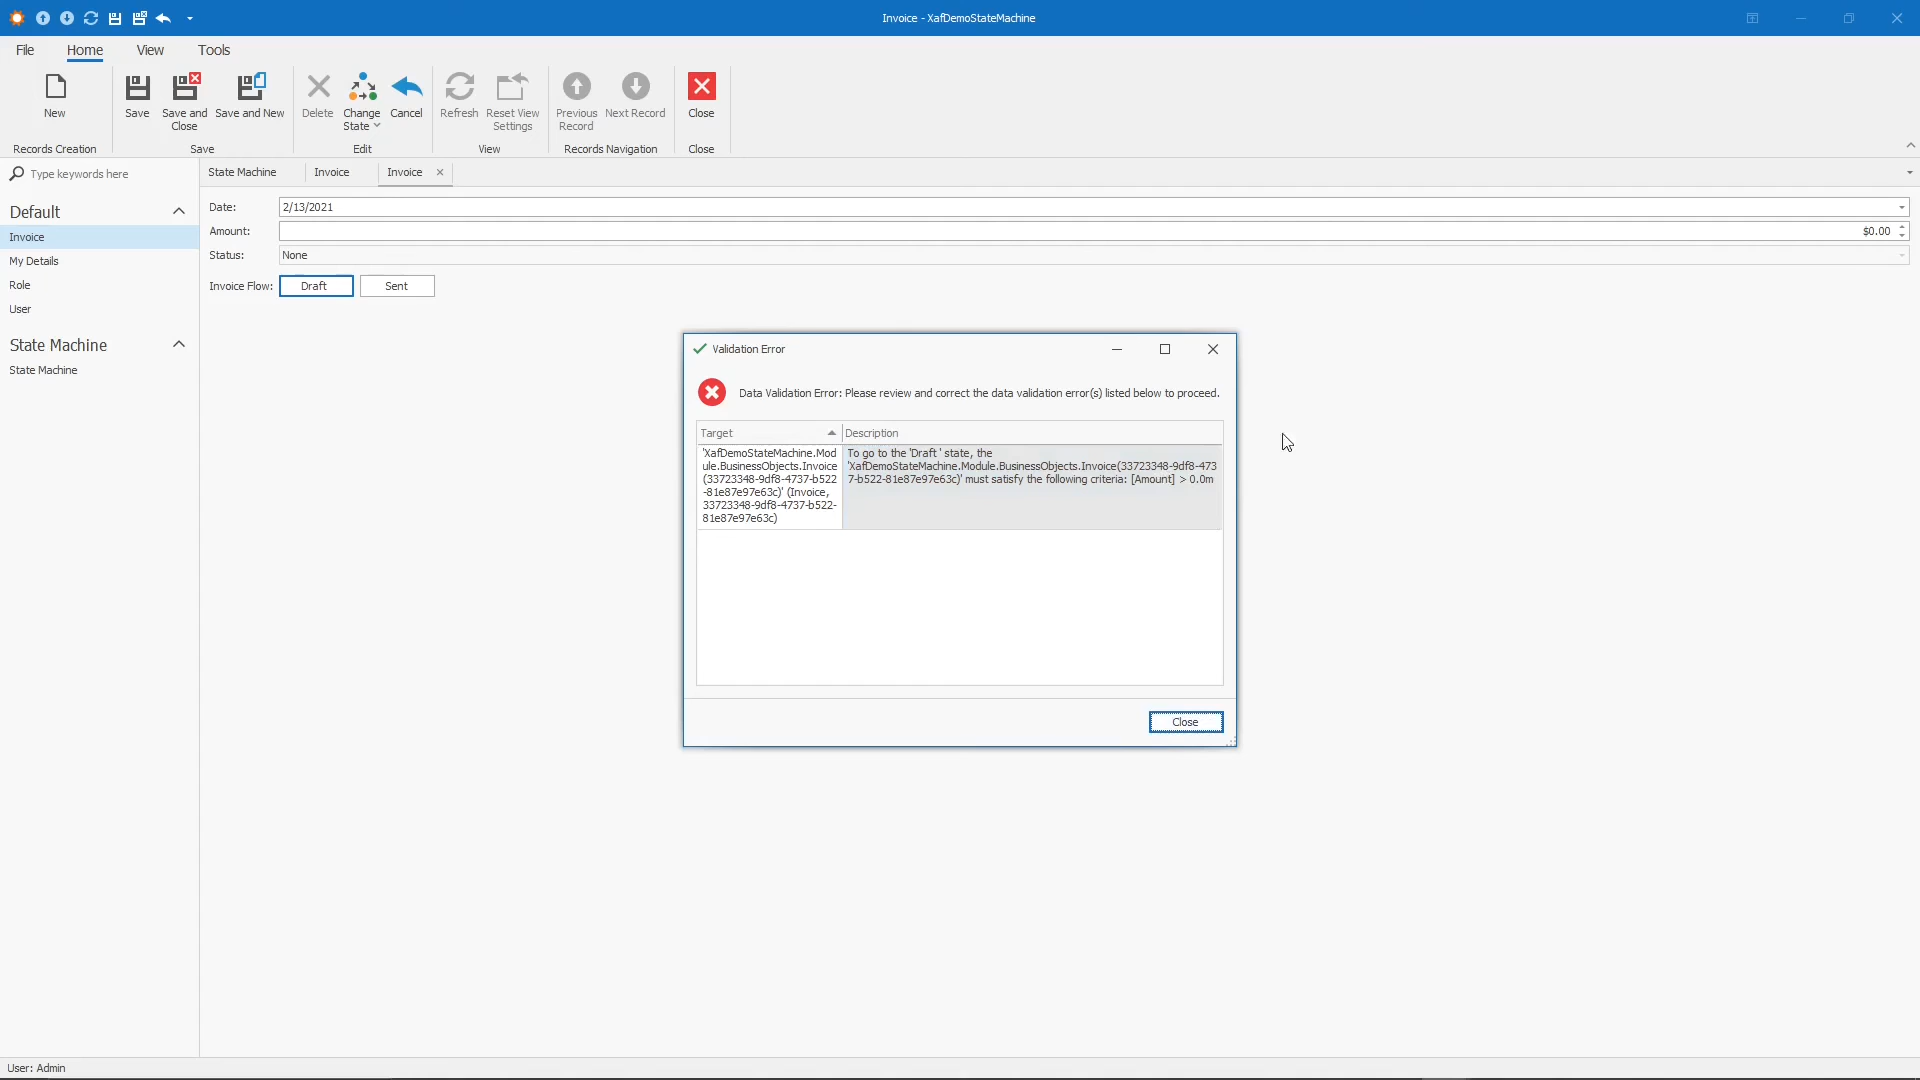 Invoice - XafDemoStateMachine
File
Home
View
Tools
New
Save
Save and
Close
Save and New
Delete
Change
State
Cancel
Refresh
Reset View
Settings
Previous
Record
Next Record
Close
Records Creation
Save
Edit
View
Records Navigation
Close
Type keywords here
State Machine
Invoice
Invoice
Default
Invoice
My Details
Role
User
State Machine
State Machine
Date:
2/13/2021
Amount:
$0.00
Status:
None
Invoice Flow:
Draft
Sent
Validation Error
Data Validation Error: Please review and correct the data validation error(s) listed below to proceed.
Target
Description
'XafDemoStateMachine.Mod
ule.BusinessObjects.Invoice
(33723348-9df8-4737-b522
-81e87e97e63c)' (Invoice,
33723348-9df8-4737-b522-
81e87e97e63c)
To go to the 'Draft ' state, the
'XafDemoStateMachine.Module.BusinessObjects.Invoice(33723348-9df8-473
7-b522-81e87e97e63c)' must satisfy the following criteria: [Amount] > 0.0m
Close
User: Admin